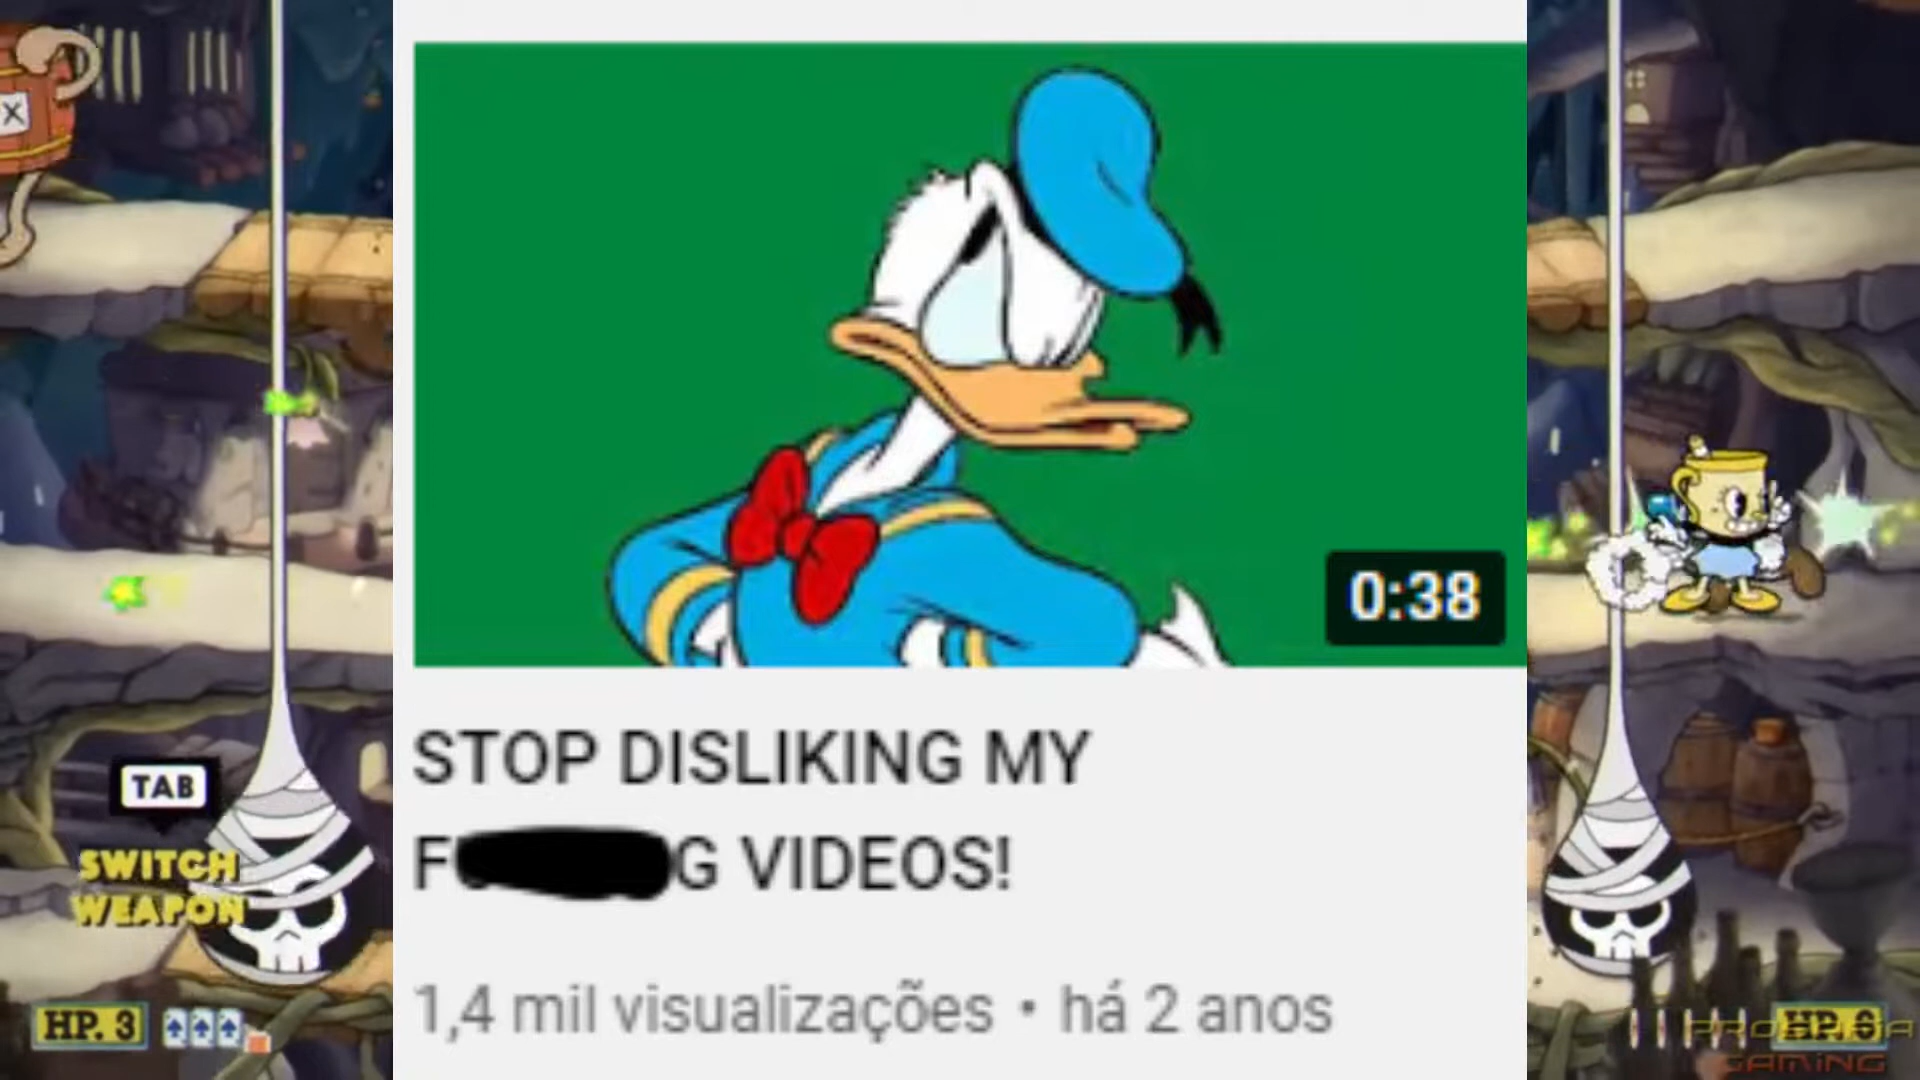 X
0:38
STOP DISLIKING MY
F G VIDEOS!
1,4 mil visualizações • há 2 anos
TAB
SWITCH
WEAPON
HP. 3
HP. 6
GAMING